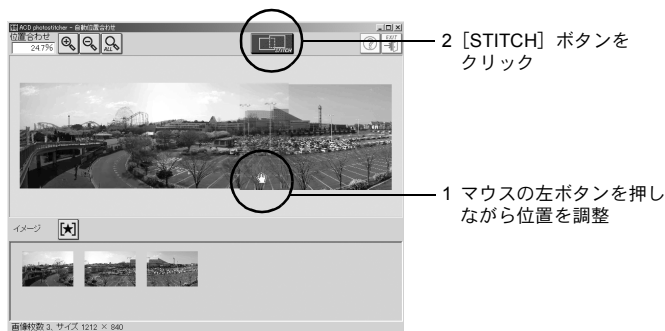 ACD photostitcher - 自動位置合わせ
位置合わせ
24.7%
ALL
STITCH
EXIT
2 [STITCH] ボタンを
クリック
1 マウスの左ボタンを押し
ながら位置を調整
イメージ
画像枚数 3、サイズ 1212 × 840